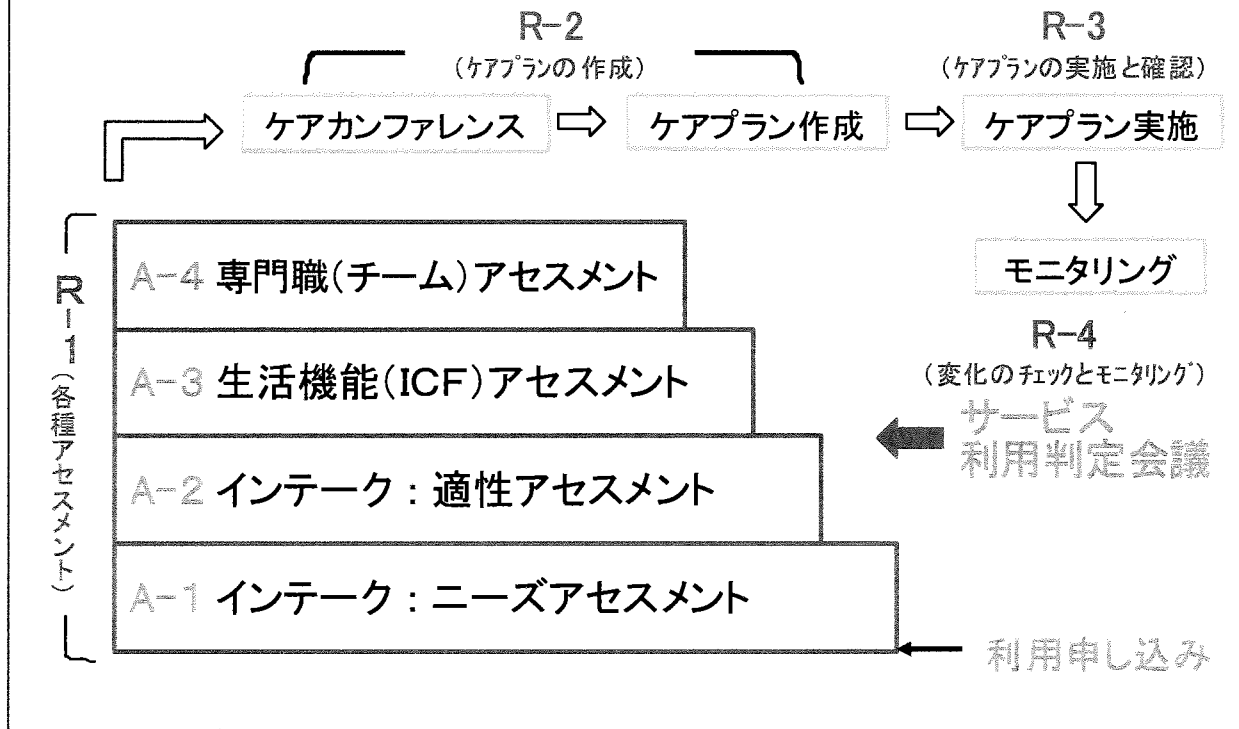 R-2
(ケアプランの作成)
R-3
(ケアプランの実施と確認)
ケアカンファレンス
ケアプラン作成
ケアプラン実施
モニタリング
R-4
(変化のチェックとモニタリング)
サービス
利用判定会議
R-1(各種アセスメント)
A-4 専門職(チーム)アセスメント
A-3 生活機能(ICF)アセスメント
A-2 インテーク:適性アセスメント
A-1 インテーク:ニーズアセスメント
利用申し込み